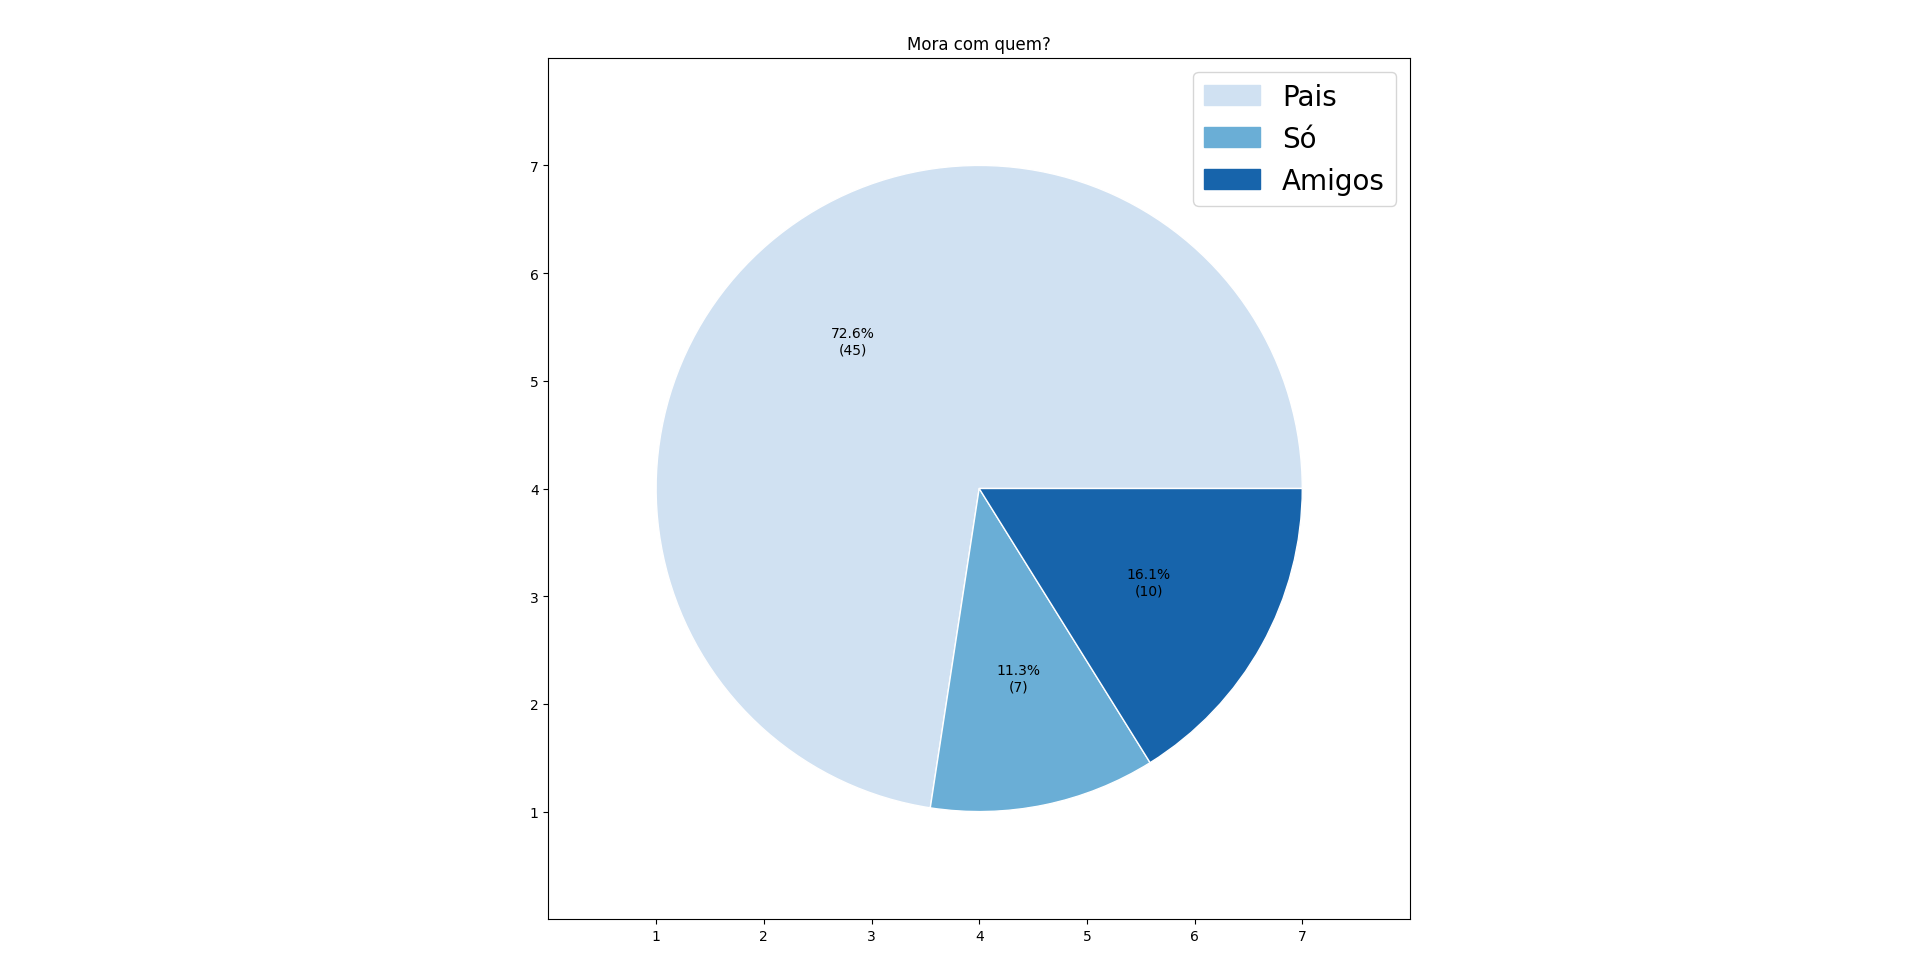 Mora com quem?
Pais
Só
Amigos
7
6
5
4
3
2
1
72.6%
(45)
16.1%
(10)
11.3%
(7)
1 2 3 4 5 6 7